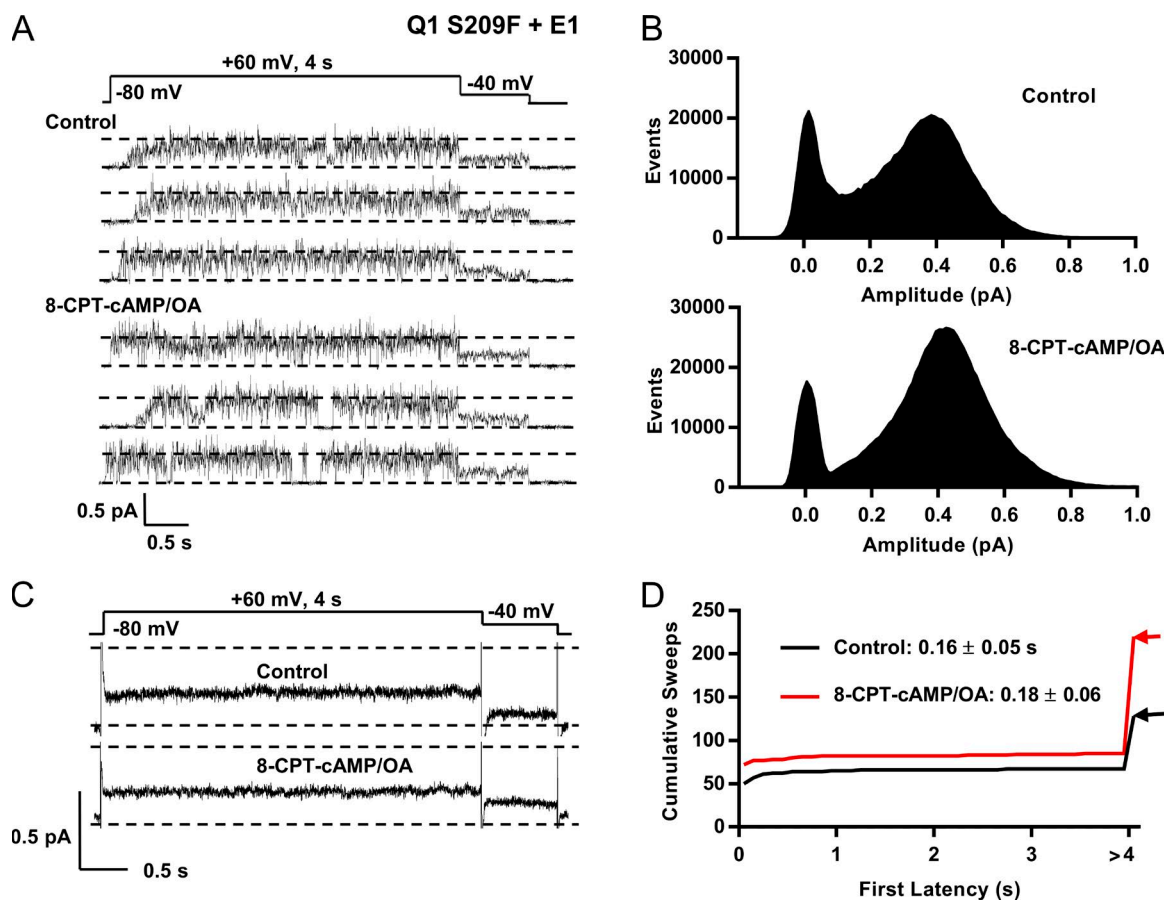 A
Q1 S209F + E1
+60 mV, 4 s
-40 mV
-80 mV
Control
8-CPT-cAMP/OA
0.5 pA
0.5 s
B
30000
20000
10000
0
Events
Control
0.0 0.2 0.4 0.6 0.8 1.0
Amplitude (pA)
30000
20000
10000
0
Events
8-CPT-cAMP/OA
0.0 0.2 0.4 0.6 0.8 1.0
Amplitude (pA)
C
+60 mV, 4 s
-40 mV
-80 mV
Control
8-CPT-cAMP/OA
0.5 pA
0.5 s
D
250
200
150
100
50
0
Cumulative Sweeps
Control: 0.16 ± 0.05 s
8-CPT-cAMP/OA: 0.18 ± 0.06
0 1 2 3 >4
First Latency (s)